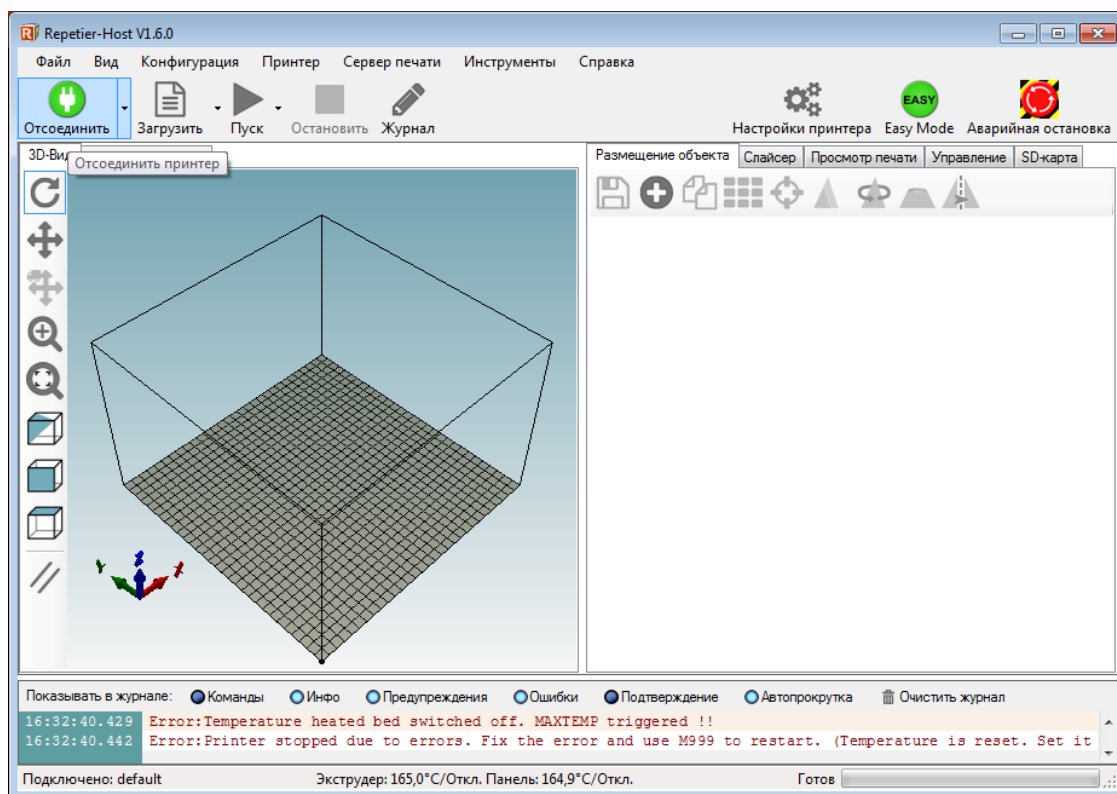 Repetier-Host V1.6.0
Файл Вид Конфигурация Принтер Сервер печати Инструменты Справка
EASY
Отсоединить Загрузить Пуск Остановить Журнал Настройки принтера Easy Mode Аварийная остановка
3D-Вид Размещение объекта Слайсер Просмотр печати Управление SD-карта
Отсоединить принтер
Показывать в журнале: Команды Инфо Предупреждения Ошибки Подтверждение Автопрокрутка Очистить журнал
16:32:40.429 Error:Temperature heated bed switched off. MAXTEMP triggered !!
16:32:40.442 Error:Printer stopped due to errors. Fix the error and use M999 to restart. (Temperature is reset. Set it
Подключено: default Экструдер: 165,0°C/Откл. Панель: 164,9°C/Откл. Готов